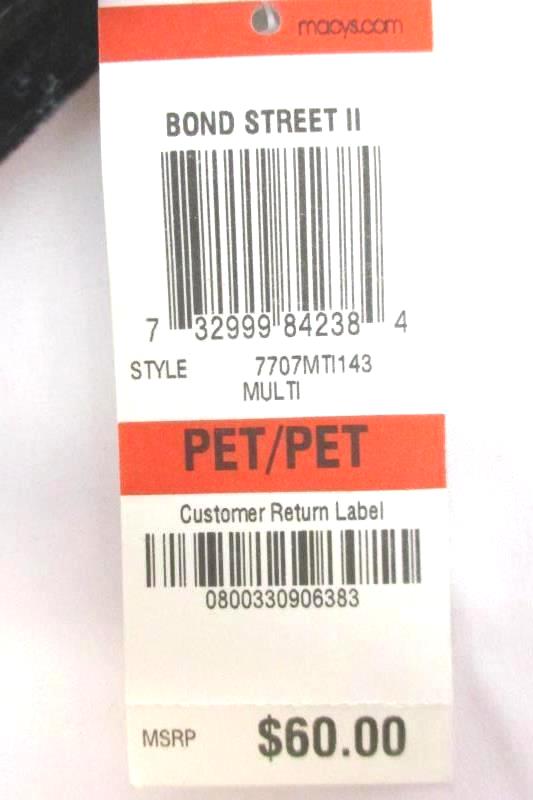 macys.com
BOND STREET II
7 32999 84238 4
STYLE 7707MTI143
MULTI
PET/PET
Customer Return Label
0800330906383
MSRP $60.00